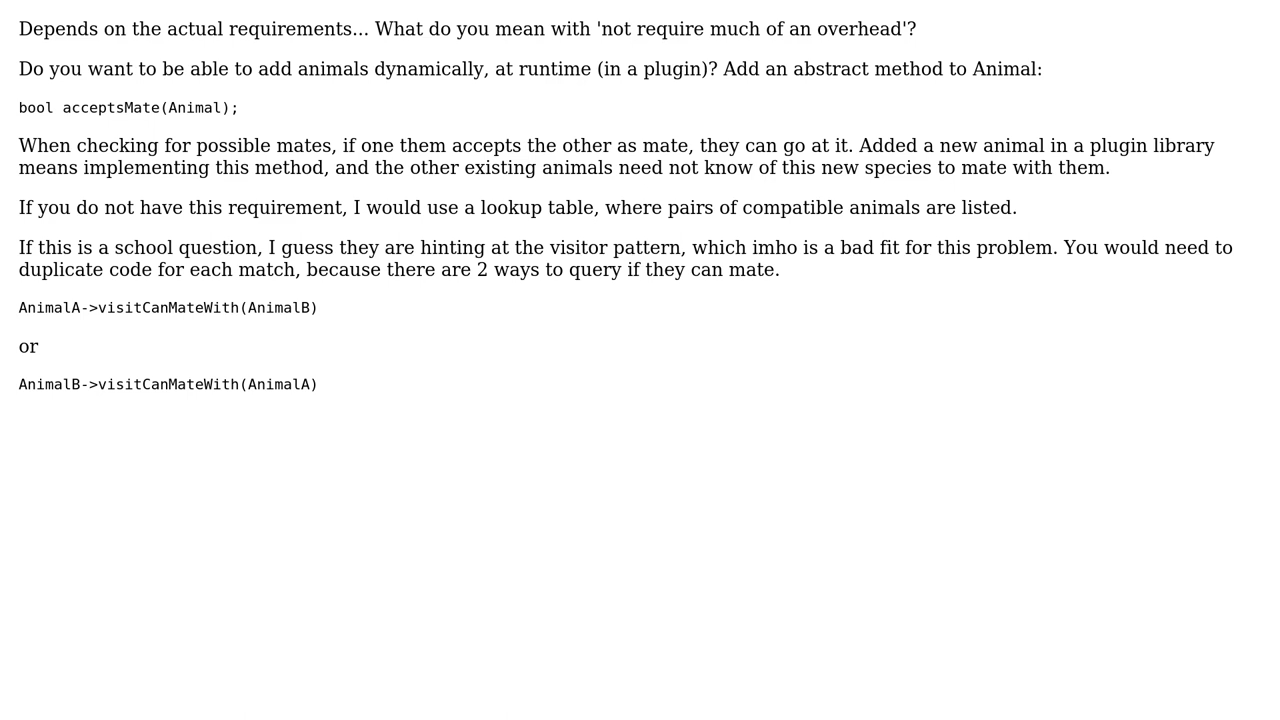 Depends on the actual requirements... What do you mean with 'not require much of an overhead'?
Do you want to be able to add animals dynamically, at runtime (in a plugin)? Add an abstract method to Animal:
bool acceptsMate(Animal);
When checking for possible mates, if one them accepts the other as mate, they can go at it. Added a new animal in a plugin library
means implementing this method, and the other existing animals need not know of this new species to mate with them.
If you do not have this requirement, I would use a lookup table, where pairs of compatible animals are listed.
If this is a school question, I guess they are hinting at the visitor pattern, which imho is a bad fit for this problem. You would need to
duplicate code for each match, because there are 2 ways to query if they can mate.
AnimalA->visitCanMateWith(AnimalB)
or
AnimalB->visitCanMateWith(AnimalA)